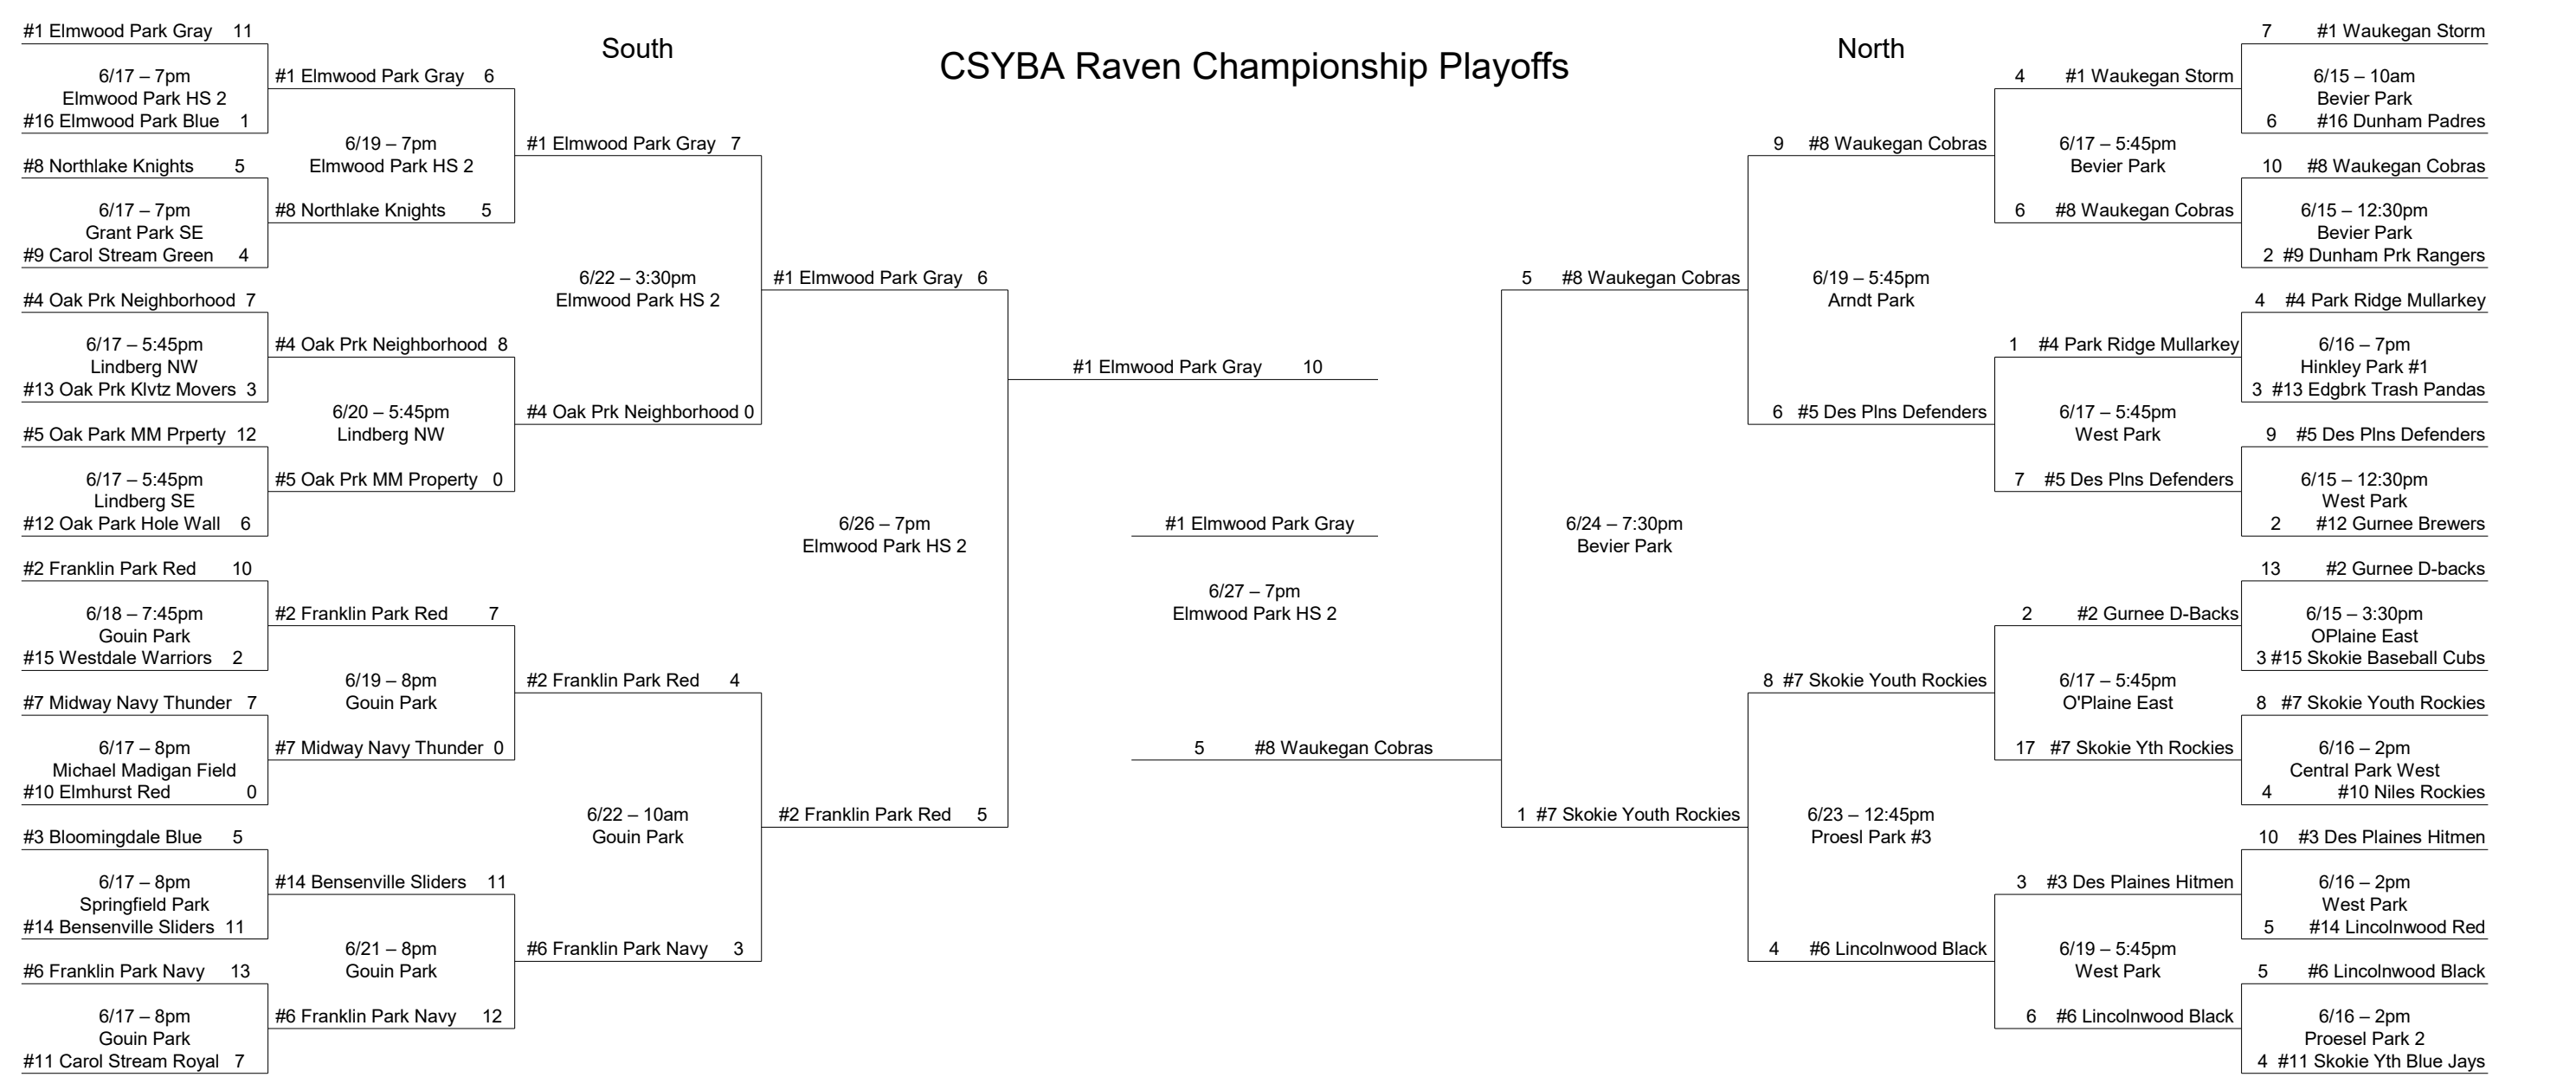 CSYBA Raven Championship Playoffs
South
North
#1 Elmwood Park Gray 11
6/17 – 7pm
Elmwood Park HS 2
#16 Elmwood Park Blue 1
#8 Northlake Knights 5
6/17 – 7pm
Grant Park SE
#9 Carol Stream Green 4
#4 Oak Prk Neighborhood 7
6/17 – 5:45pm
Lindberg NW
#13 Oak Prk Klvtz Movers 3
#5 Oak Park MM Prperty 12
6/17 – 5:45pm
Lindberg SE
#12 Oak Park Hole Wall 6
#2 Franklin Park Red 10
6/18 – 7:45pm
Gouin Park
#15 Westdale Warriors 2
#7 Midway Navy Thunder 7
6/17 – 8pm
Michael Madigan Field
#10 Elmhurst Red 0
#3 Bloomingdale Blue 5
6/17 – 8pm
Springfield Park
#14 Bensenville Sliders 11
#6 Franklin Park Navy 13
6/17 – 8pm
Gouin Park
#11 Carol Stream Royal 7
#1 Elmwood Park Gray 6
6/19 – 7pm
Elmwood Park HS 2
#8 Northlake Knights 5
#4 Oak Prk Neighborhood 8
6/20 – 5:45pm
Lindberg NW
#5 Oak Prk MM Property 0
#2 Franklin Park Red 7
6/19 – 8pm
Gouin Park
#7 Midway Navy Thunder 0
#14 Bensenville Sliders 11
6/21 – 8pm
Gouin Park
#6 Franklin Park Navy 12
#1 Elmwood Park Gray 7
6/22 – 3:30pm
Elmwood Park HS 2
#4 Oak Prk Neighborhood 0
#2 Franklin Park Red 4
6/22 – 10am
Gouin Park
#6 Franklin Park Navy 3
#1 Elmwood Park Gray 6
6/26 – 7pm
Elmwood Park HS 2
#2 Franklin Park Red 5
#1 Elmwood Park Gray 10
#1 Elmwood Park Gray
6/27 – 7pm
Elmwood Park HS 2
5 #8 Waukegan Cobras
5 #8 Waukegan Cobras
6/24 – 7:30pm
Bevier Park
1 #7 Skokie Youth Rockies
9 #8 Waukegan Cobras
6/19 – 5:45pm
Arndt Park
6 #5 Des Plns Defenders
8 #7 Skokie Youth Rockies
6/23 – 12:45pm
Proesl Park #3
4 #6 Lincolnwood Black
4 #1 Waukegan Storm
6/17 – 5:45pm
Bevier Park
6 #8 Waukegan Cobras
1 #4 Park Ridge Mullarkey
6/17 – 5:45pm
West Park
7 #5 Des Plns Defenders
2 #2 Gurnee D-Backs
6/17 – 5:45pm
O'Plaine East
17 #7 Skokie Yth Rockies
3 #3 Des Plaines Hitmen
6/19 – 5:45pm
West Park
6 #6 Lincolnwood Black
7 #1 Waukegan Storm
6/15 – 10am
Bevier Park
6 #16 Dunham Padres
10 #8 Waukegan Cobras
6/15 – 12:30pm
Bevier Park
2 #9 Dunham Prk Rangers
4 #4 Park Ridge Mullarkey
6/16 – 7pm
Hinkley Park #1
3 #13 Edgbrk Trash Pandas
9 #5 Des Plns Defenders
6/15 – 12:30pm
West Park
2 #12 Gurnee Brewers
13 #2 Gurnee D-backs
6/15 – 3:30pm
OPlaine East
3 #15 Skokie Baseball Cubs
8 #7 Skokie Youth Rockies
6/16 – 2pm
Central Park West
4 #10 Niles Rockies
10 #3 Des Plaines Hitmen
6/16 – 2pm
West Park
5 #14 Lincolnwood Red
5 #6 Lincolnwood Black
6/16 – 2pm
Proesel Park 2
4 #11 Skokie Yth Blue Jays